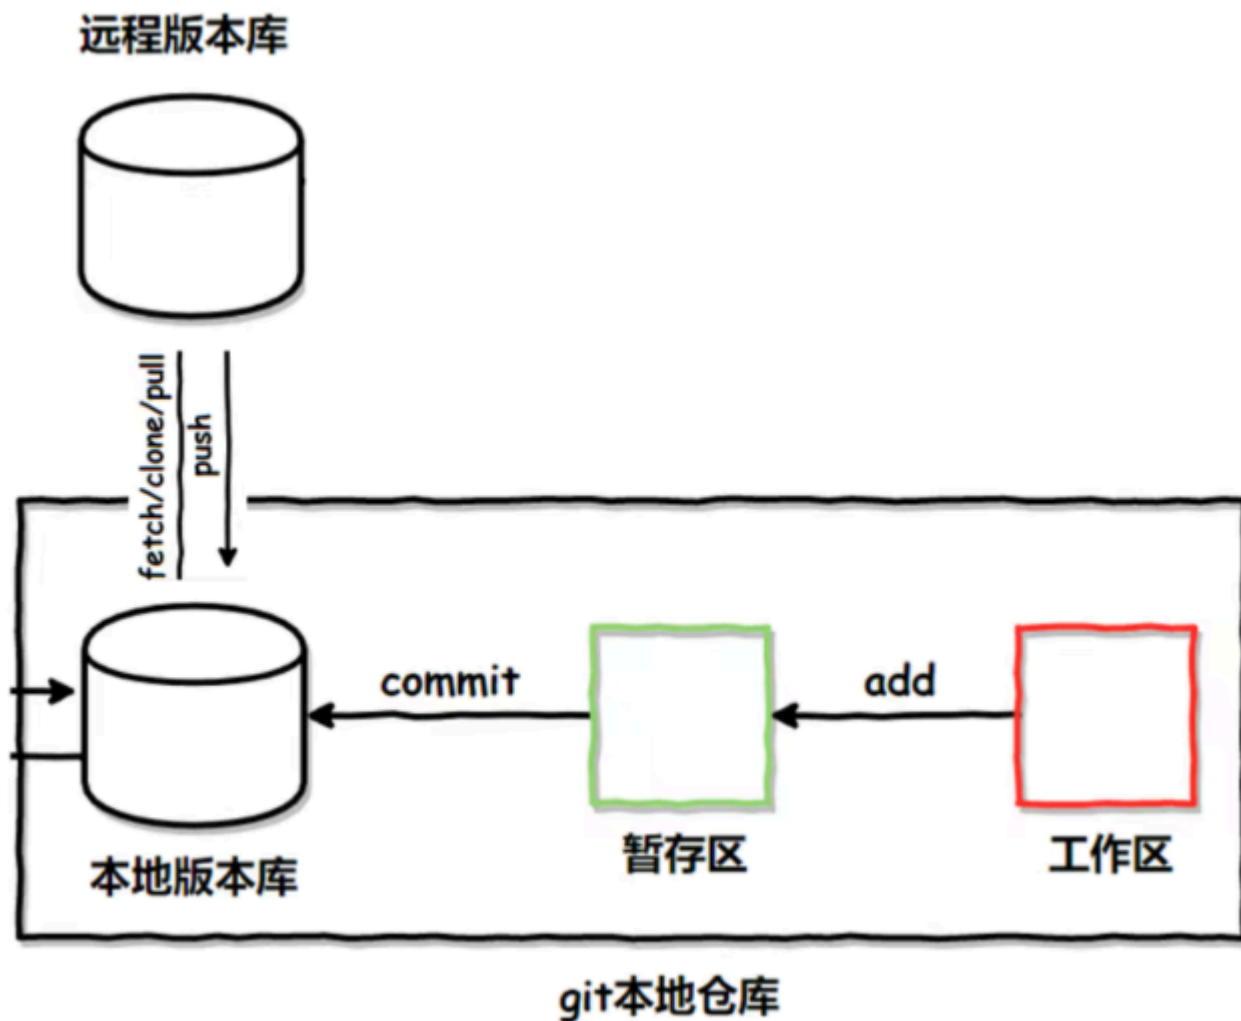 远程版本库
fetch/clone/pull
push
commit
add
本地版本库
暂存区
工作区
git本地仓库